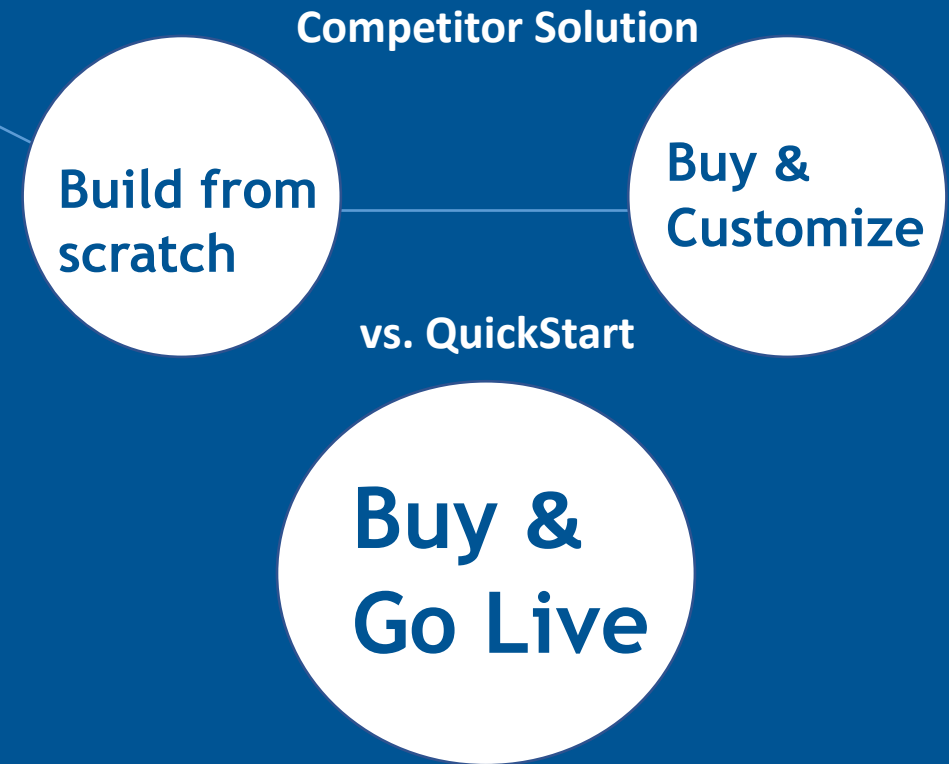 Competitor Solution
Build from
scratch
Buy &
Customize
vs. QuickStart
Buy &
Go Live